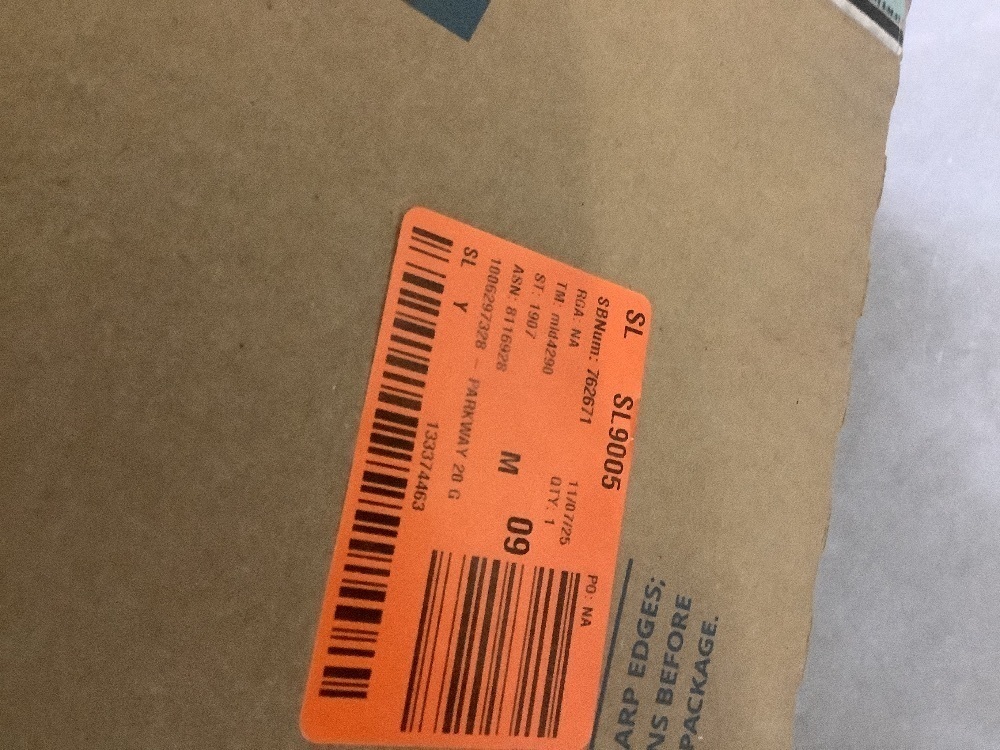 SL SL9005
SBNum: 762671
RGA: NA
PO: NA
TM: mid4290
11/07/25
ST: 1907
QTY: 1
ASN: 8116928
M 09
1006297328 - PARKWAY 20 G
SL Y
133374463
ARP EDGES;
NS BEFORE
PACKAGE.